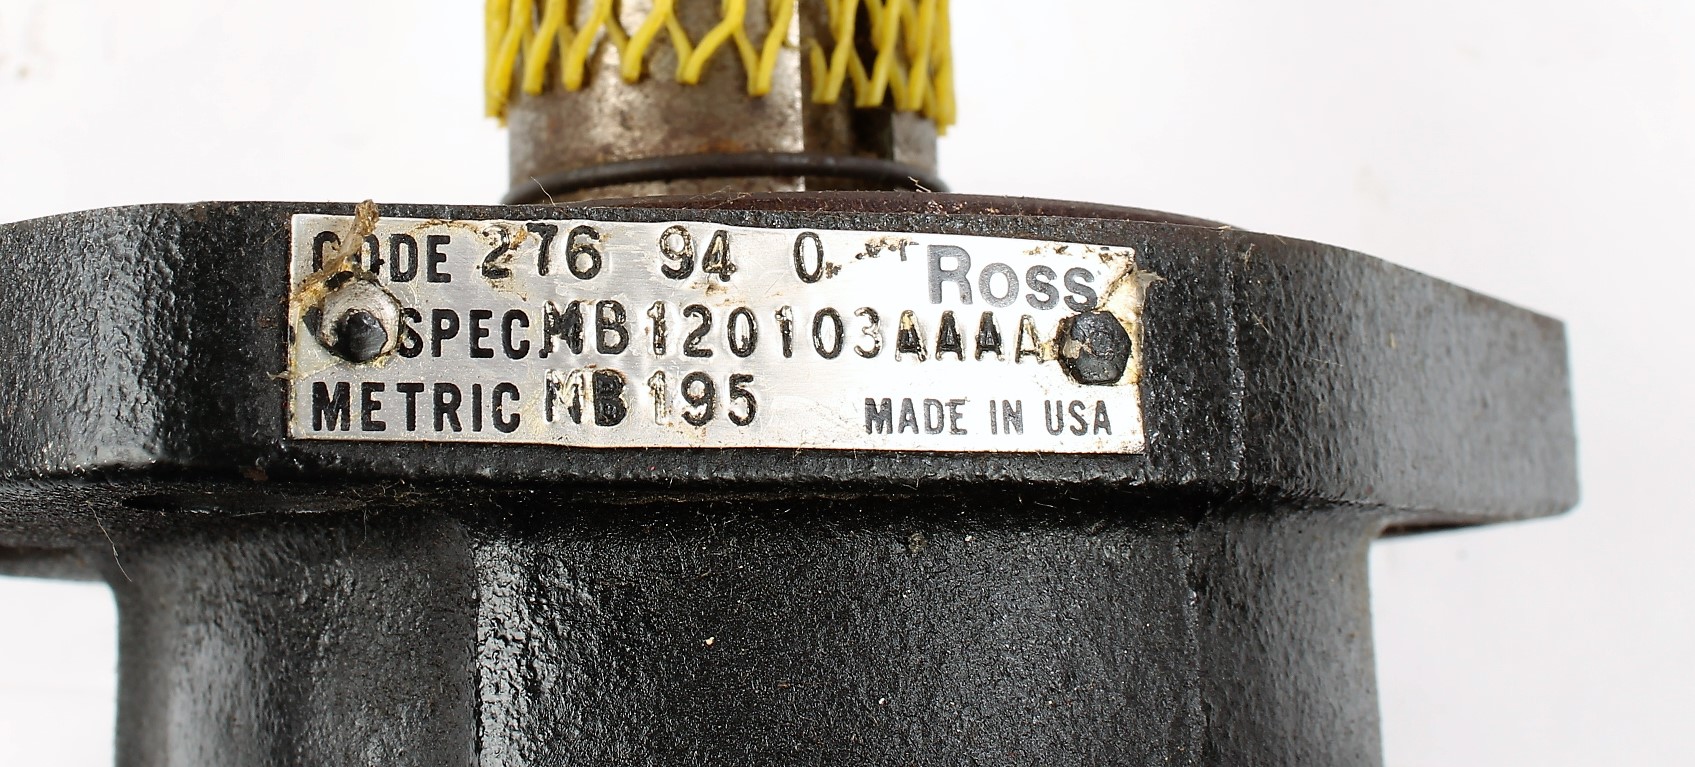 CODE 276 94 0 Ross
SPEC. MB120103AAAA
METRIC MB195 MADE IN USA